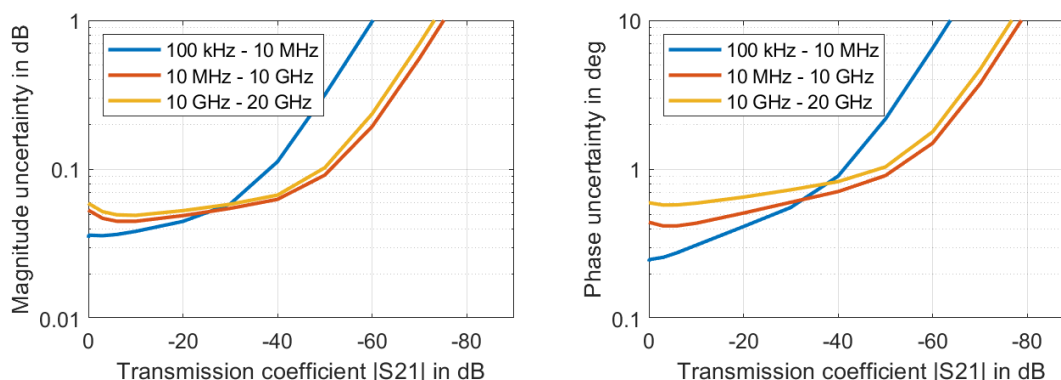 1
0.1
0.01
Magnitude uncertainty in dB
100 kHz - 10 MHz
10 MHz - 10 GHz
10 GHz - 20 GHz
0 -20 -40 -60 -80
Transmission coefficient |S21| in dB
10
1
0.1
Phase uncertainty in deg
100 kHz - 10 MHz
10 MHz - 10 GHz
10 GHz - 20 GHz
0 -20 -40 -60 -80
Transmission coefficient |S21| in dB